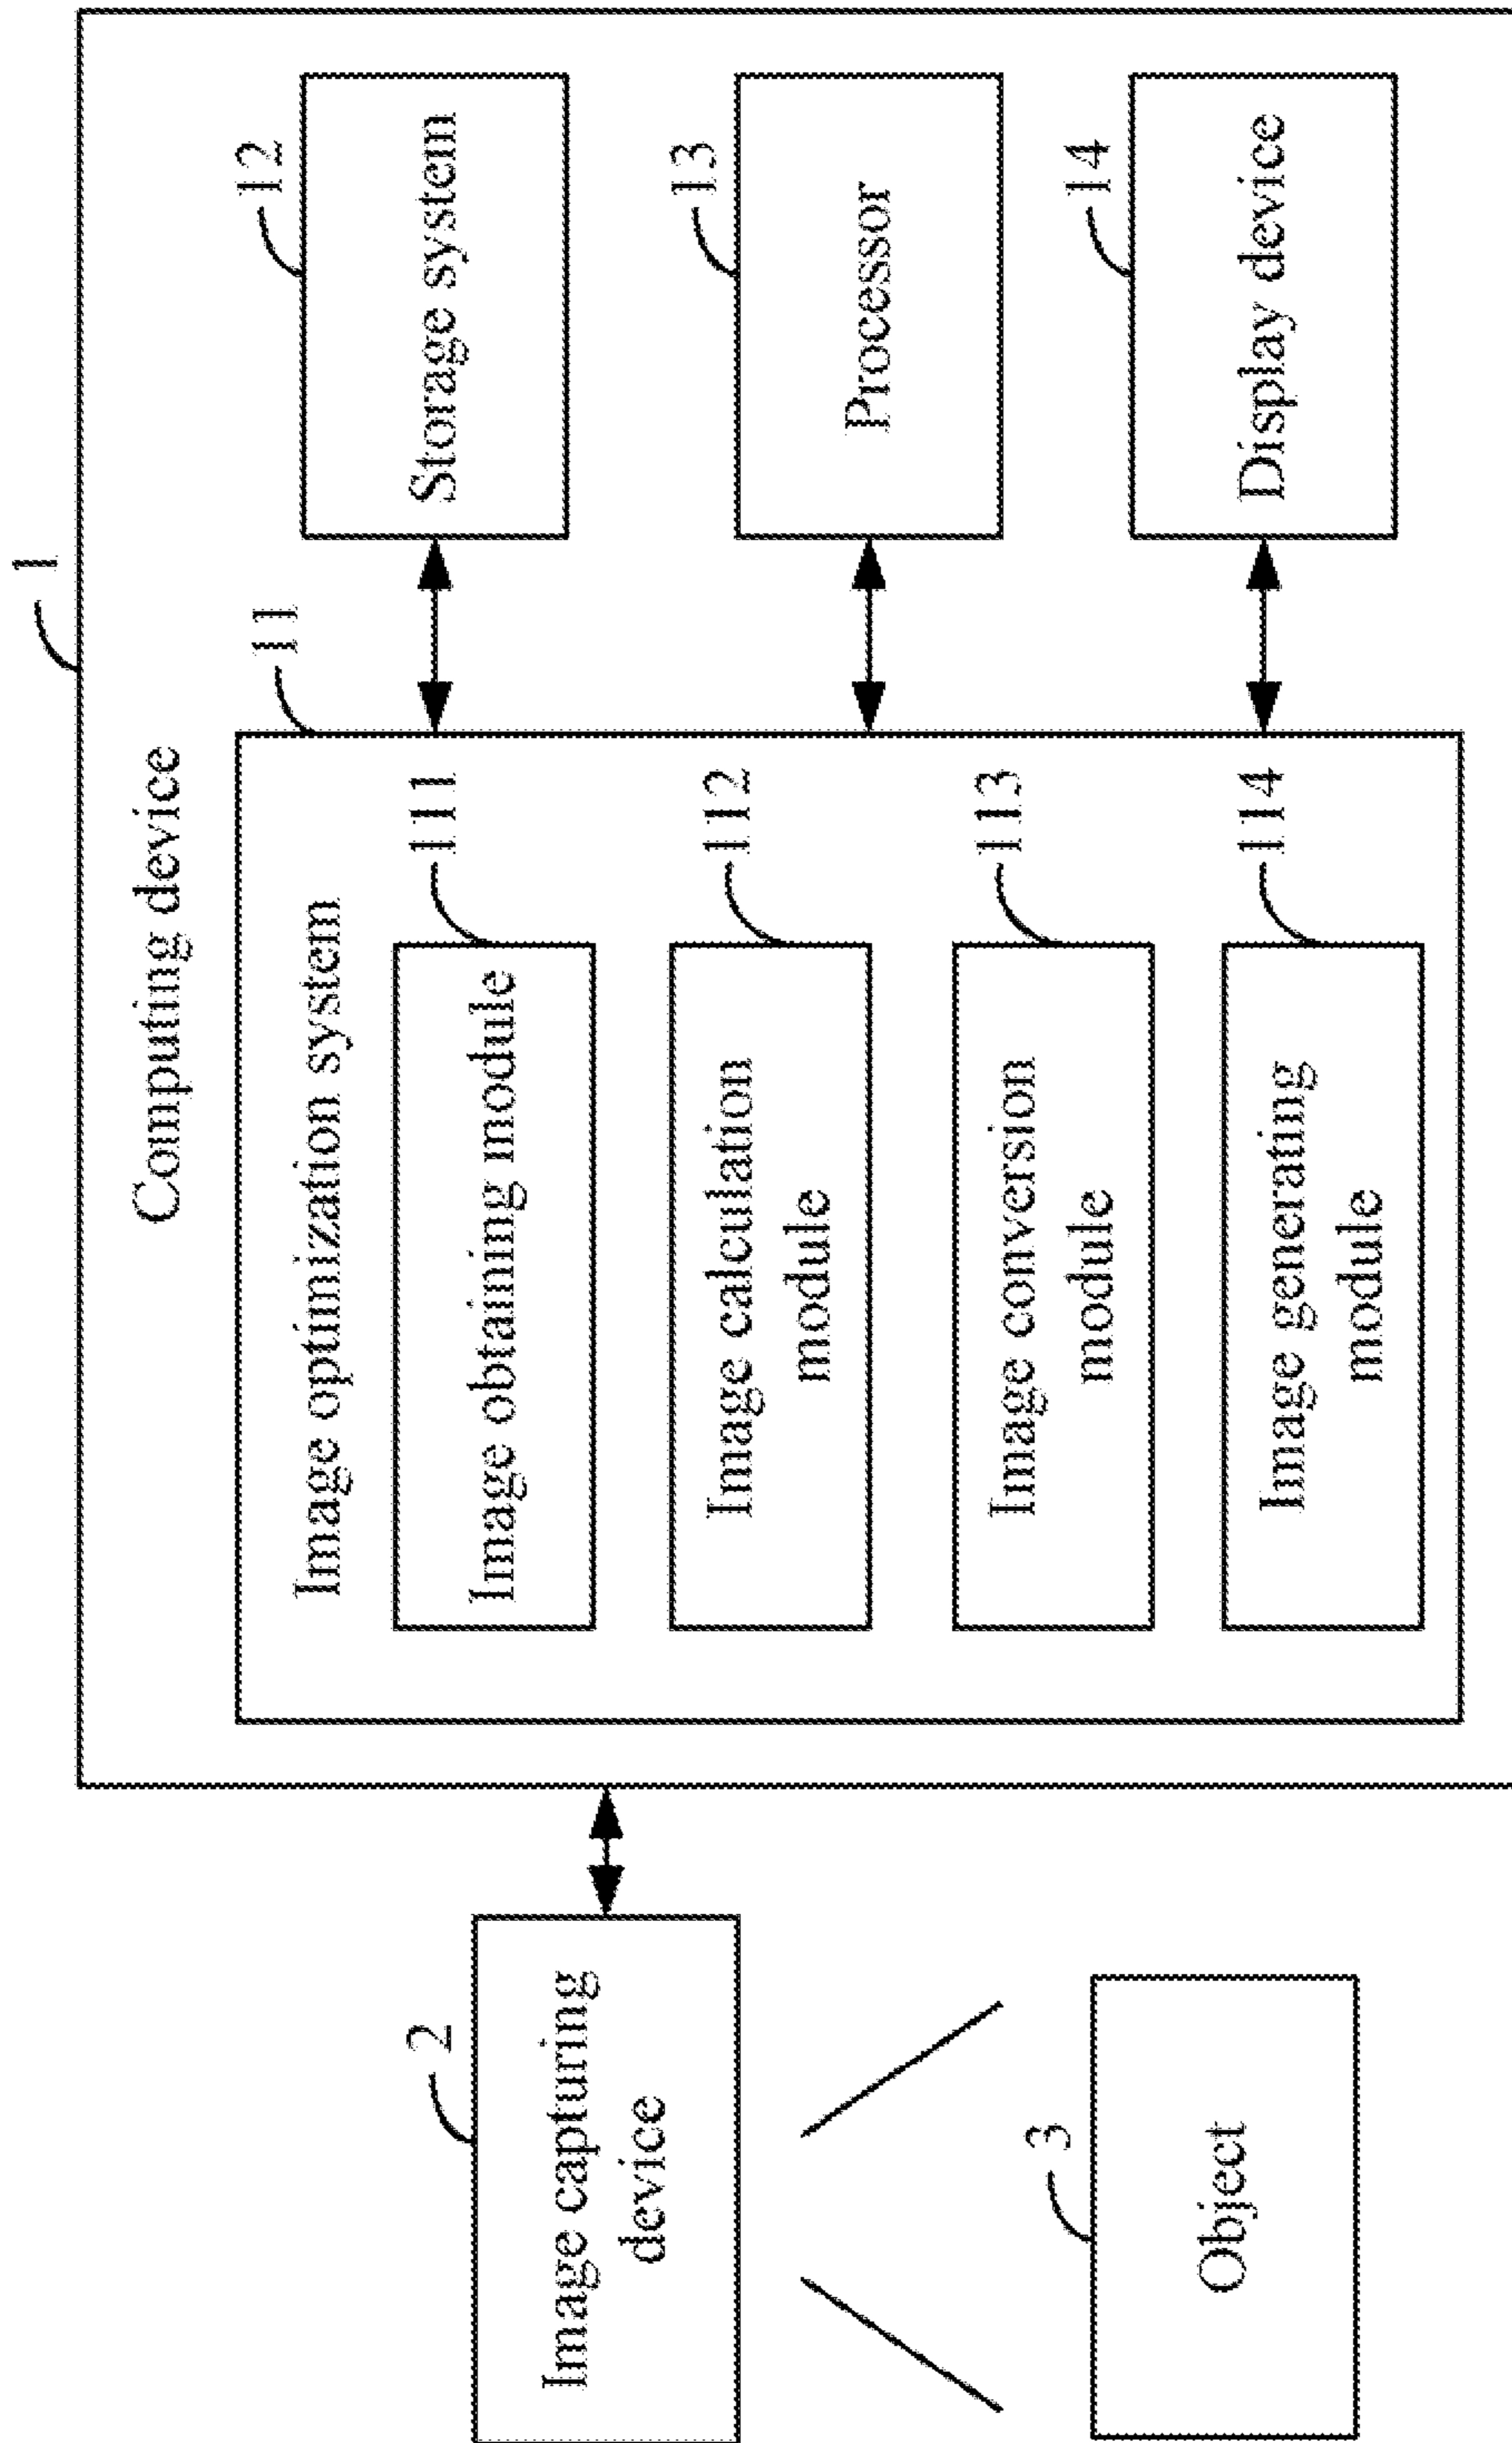 1
Computing device
11
Image optimization system
111
Image obtaining module
112
Image calculation
module
113
Image conversion
module
114
Image generating
module
12
Storage system
13
Processor
14
Display device
2
Image capturing
device
3
Object